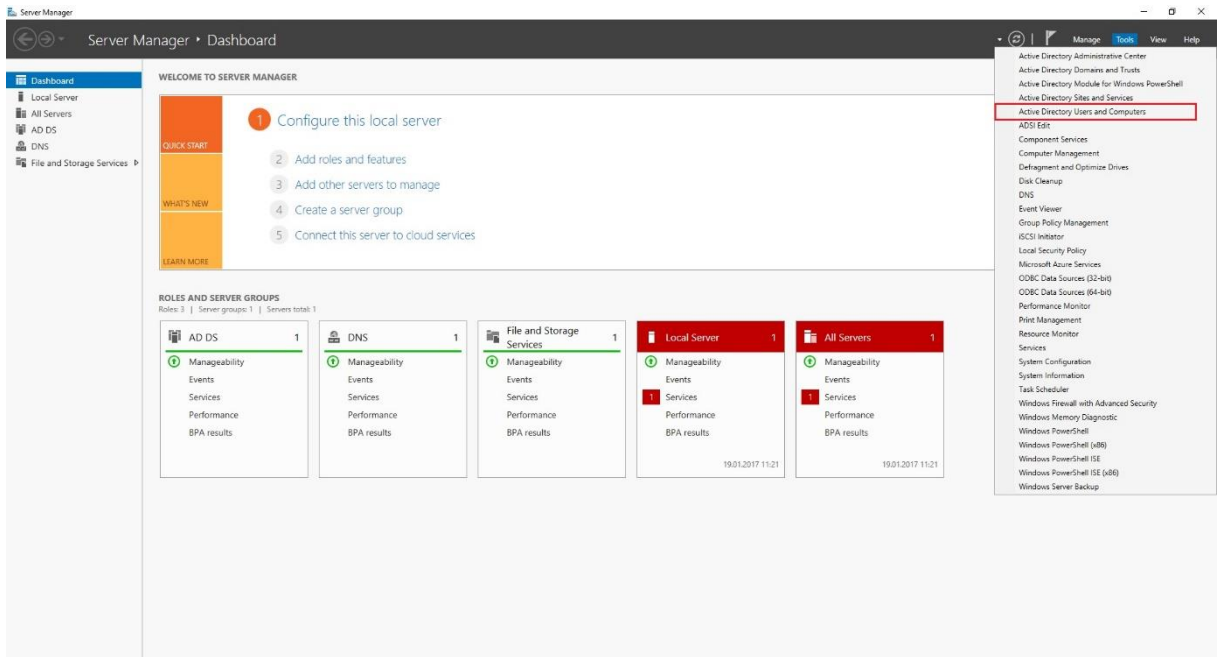 Server Manager
Server Manager • Dashboard
Manage Tools View Help
Dashboard
Local Server
All Servers
AD DS
DNS
File and Storage Services
WELCOME TO SERVER MANAGER
QUICK START
WHAT'S NEW
LEARN MORE
1 Configure this local server
2 Add roles and features
3 Add other servers to manage
4 Create a server group
5 Connect this server to cloud services
ROLES AND SERVER GROUPS
Roles: 3 | Server groups: 1 | Servers total: 1
AD DS 1
Manageability
Events
Services
Performance
BPA results
DNS 1
Manageability
Events
Services
Performance
BPA results
File and Storage
Services 1
Manageability
Events
Services
Performance
BPA results
Local Server 1
Manageability
Events
1 Services
Performance
BPA results
19.01.2017 11:21
All Servers 1
Manageability
Events
1 Services
Performance
BPA results
19.01.2017 11:21
Active Directory Administrative Center
Active Directory Domains and Trusts
Active Directory Module for Windows PowerShell
Active Directory Sites and Services
Active Directory Users and Computers
ADSI Edit
Component Services
Computer Management
Defragment and Optimize Drives
Disk Cleanup
DNS
Event Viewer
Group Policy Management
iSCSI Initiator
Local Security Policy
Microsoft Azure Services
ODBC Data Sources (32-bit)
ODBC Data Sources (64-bit)
Performance Monitor
Print Management
Resource Monitor
Services
System Configuration
System Information
Task Scheduler
Windows Firewall with Advanced Security
Windows Memory Diagnostic
Windows PowerShell
Windows PowerShell (x86)
Windows PowerShell ISE
Windows PowerShell ISE (x86)
Windows Server Backup